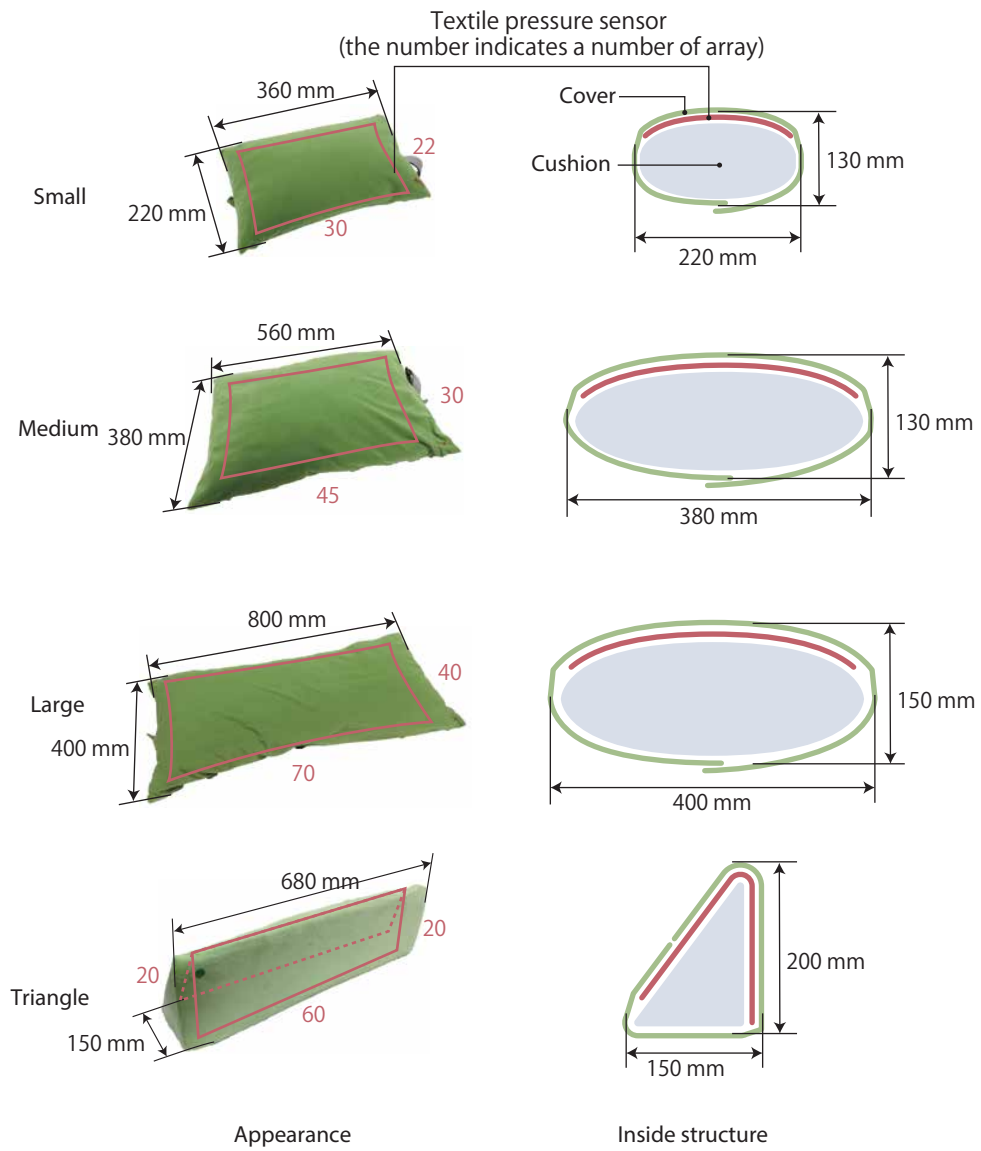 Textile pressure sensor
(the number indicates a number of array)
360 mm
Cover
22
130 mm
Cushion
Small
220 mm
30
220 mm
560 mm
30
Medium
380 mm
130 mm
45
380 mm
800 mm
40
Large
400 mm
150 mm
70
400 mm
680 mm
20
20
200 mm
Triangle
60
150 mm
150 mm
Appearance
Inside structure